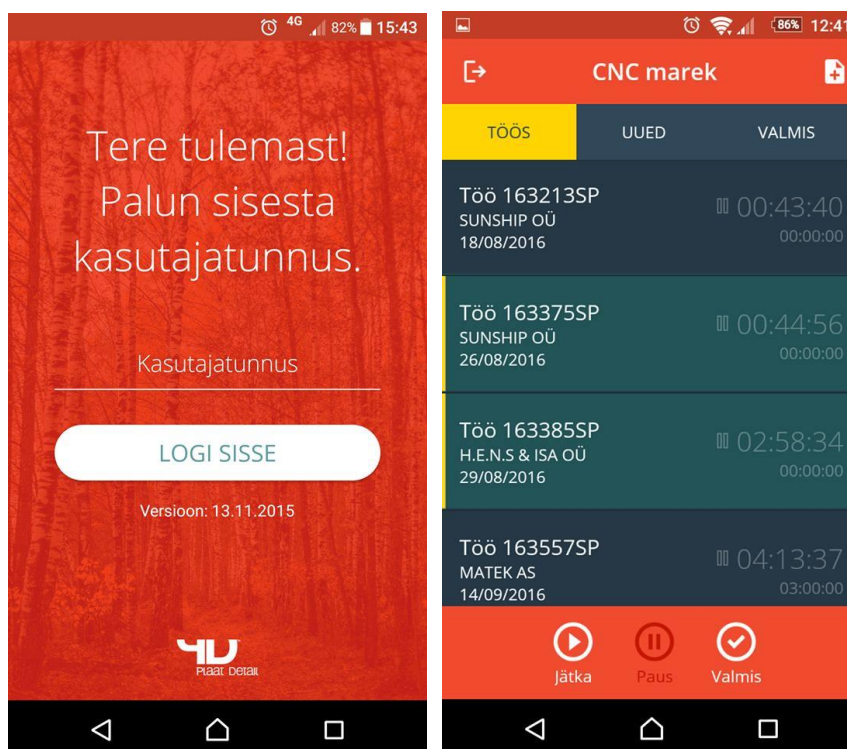 4G 82% 15:43
Tere tulemast!
Palun sisesta
kasutajatunnus.
Kasutajatunnus
LOGI SISSE
Versioon: 13.11.2015
Plaat Detail
86% 12:41
CNC marek
TÖÖS UUED VALMIS
Töö 163213SP
SUNSHIP OÜ
18/08/2016
00:43:40
00:00:00
Töö 163375SP
SUNSHIP OÜ
26/08/2016
00:44:56
00:00:00
Töö 163385SP
H.E.N.S & ISA OÜ
29/08/2016
02:58:34
00:00:00
Töö 163557SP
MATEK AS
14/09/2016
04:13:37
03:00:00
Jätka Paus Valmis